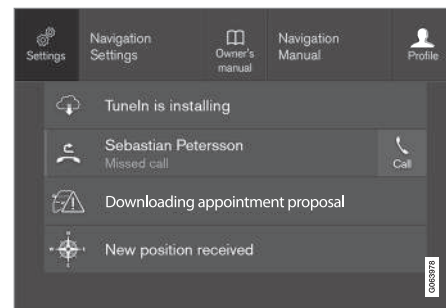 Settings
Navigation
Settings
Owner's
manual
Navigation
Manual
Profile
TuneIn is installing
Sebastian Petersson
Missed call
Call
Downloading appointment proposal
New position received
G063978